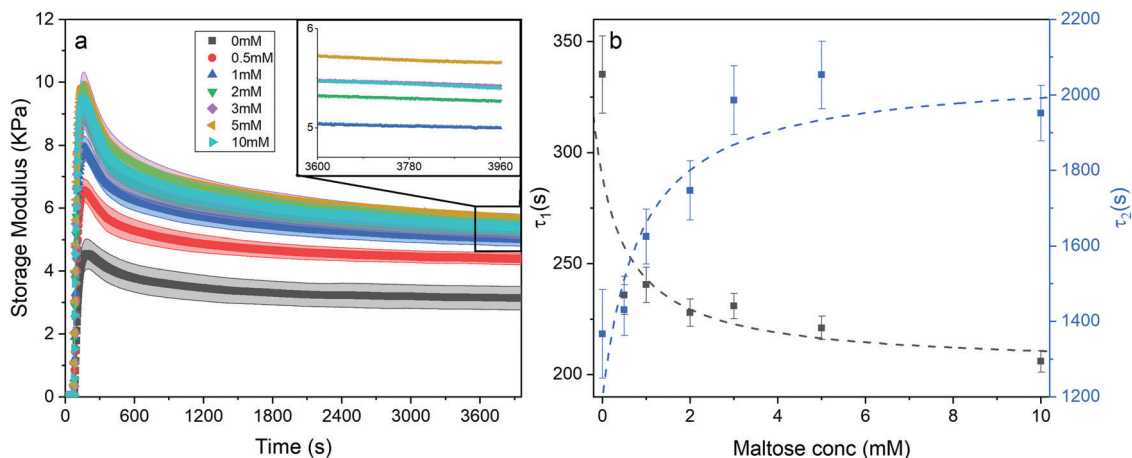 a
Storage Modulus (KPa)
12
10
8
6
4
2
0
0mM
0.5mM
1mM
2mM
3mM
5mM
10mM
6
5
3600 3780 3960
0 600 1200 1800 2400 3000 3600
Time (s)
b
τ1(s)
350
300
250
200
2200
2000
1800
1600
1400
1200
τ2(s)
0 2 4 6 8 10
Maltose conc (mM)